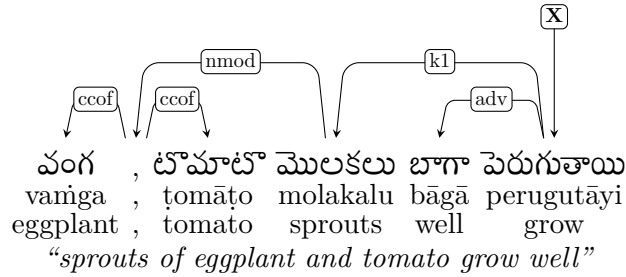 X
nmod k1
ccof ccof adv
వంగ , టొమాటొ మొలకలు బాగా పెరుగుతాయి
vaṁga , ṭomāṭo molakalu bāgā perugutāyi
eggplant , tomato sprouts well grow
“sprouts of eggplant and tomato grow well”